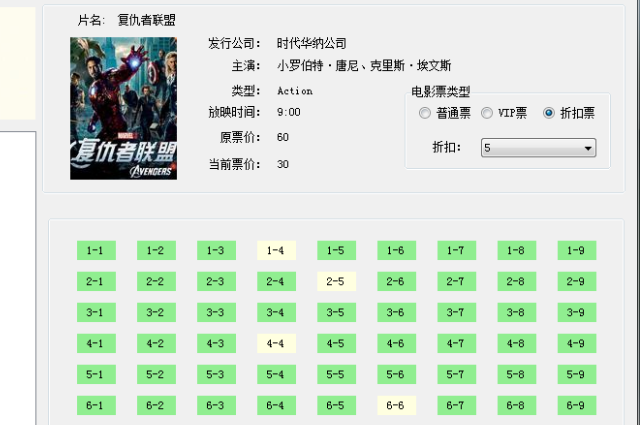 片名: 复仇者联盟
发行公司: 时代华纳公司
主演: 小罗伯特·唐尼、克里斯·埃文斯
类型: Action
放映时间: 9:00
原票价: 60
当前票价: 30
MARVEL
复仇者联盟
AVENGERS
电影票类型
普通票 VIP票 折扣票
折扣: 5
1-1 1-2 1-3 1-4 1-5 1-6 1-7 1-8 1-9
2-1 2-2 2-3 2-4 2-5 2-6 2-7 2-8 2-9
3-1 3-2 3-3 3-4 3-5 3-6 3-7 3-8 3-9
4-1 4-2 4-3 4-4 4-5 4-6 4-7 4-8 4-9
5-1 5-2 5-3 5-4 5-5 5-6 5-7 5-8 5-9
6-1 6-2 6-3 6-4 6-5 6-6 6-7 6-8 6-9